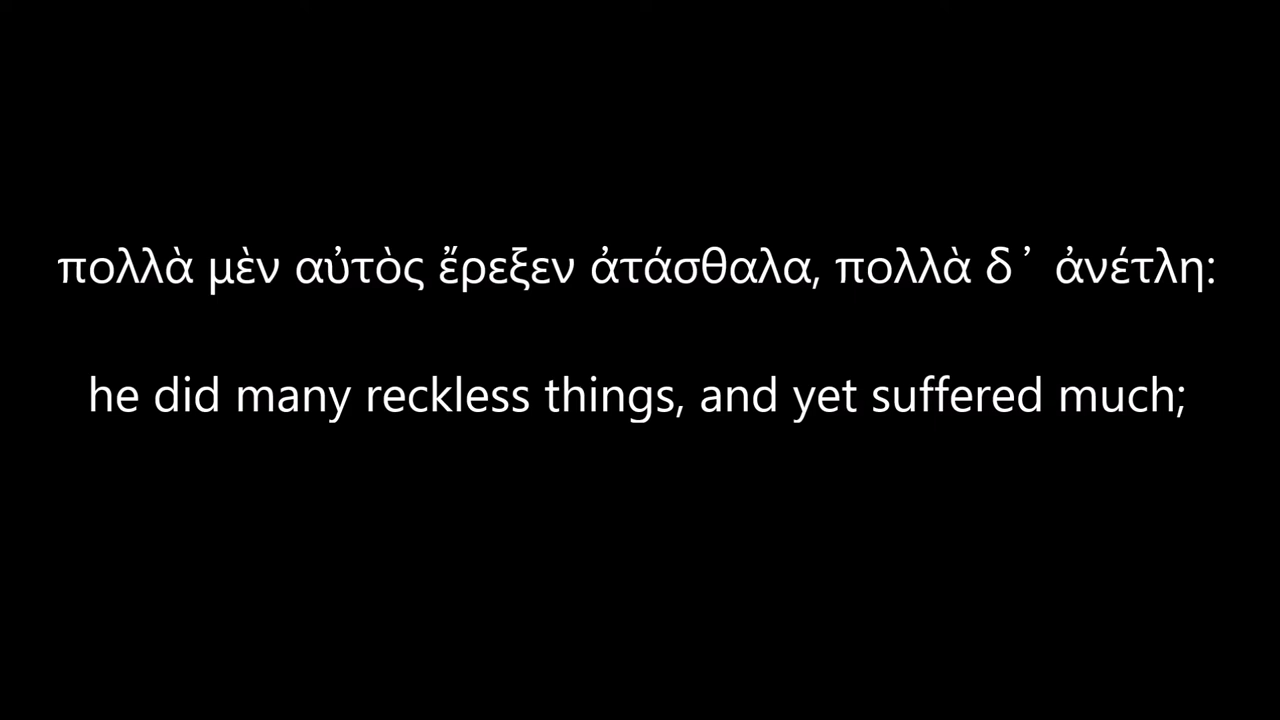 πολλὰ μὲν αὐτὸς ἔρεξεν ἀτάσθαλα, πολλὰ δ᾽ ἀνέτλη:
he did many reckless things, and yet suffered much;